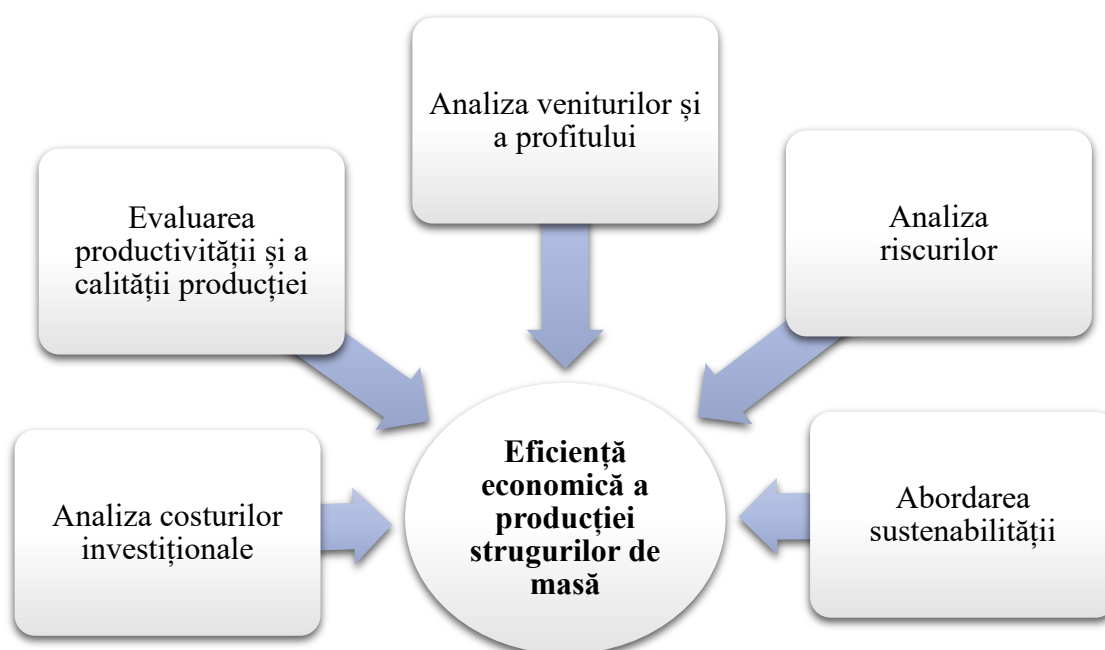 Analiza veniturilor și
a profitului
Evaluarea
productivității și a
calității producției
Analiza
riscurilor
Analiza costurilor
investiționale
Eficiență
economică a
producției
strugurilor de
masă
Abordarea
sustenabilității